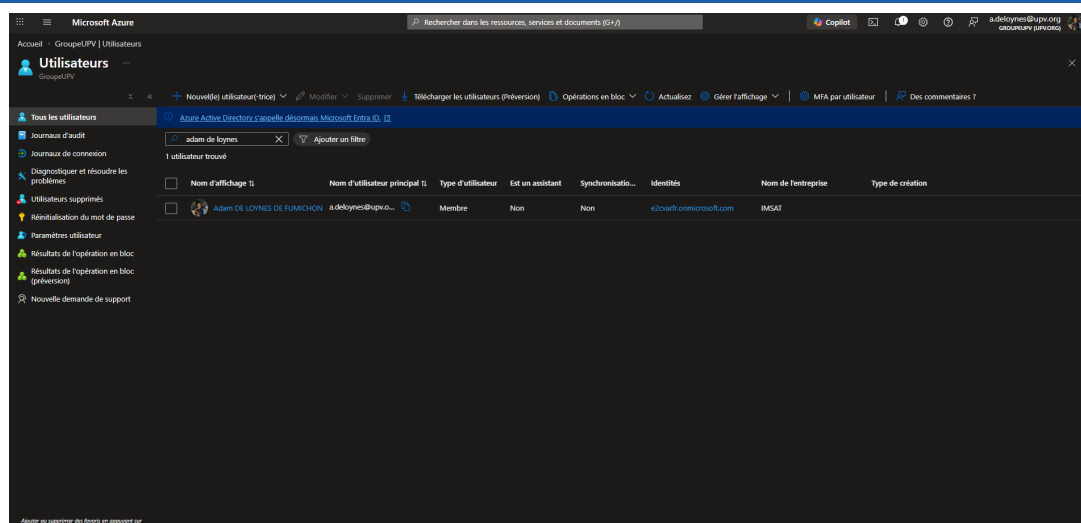 Microsoft Azure
Rechercher dans les ressources, services et documents (G+/)
Copilot
a.deloynes@upv.org
GROUPEUPV (UPV.ORG)
Accueil > GroupeUPV | Utilisateurs
Utilisateurs ...
GroupeUPV
Nouvel(le) utilisateur(-trice) Modifier Supprimer Télécharger les utilisateurs (Préversion) Opérations en bloc Actualisez Gérer l'affichage MFA par utilisateur Des commentaires ?
Tous les utilisateurs
Journaux d'audit
Journaux de connexion
Diagnostiquer et résoudre les
problèmes
Utilisateurs supprimés
Réinitialisation du mot de passe
Paramètres utilisateur
Résultats de l'opération en bloc
Résultats de l'opération en bloc
(préversion)
Nouvelle demande de support
Azure Active Directory s'appelle désormais Microsoft Entra ID.
adam de loynes
Ajouter un filtre
1 utilisateur trouvé
Nom d'affichage Nom d'utilisateur principal Type d'utilisateur Est un assistant Synchronisatio... Identités Nom de l'entreprise Type de création
Adam DE LOYNES DE FUMICHON a.deloynes@upv.o... Membre Non Non e2cvarfr.onmicrosoft.com IMSAT
Ajouter ou supprimer des favoris en appuyant sur